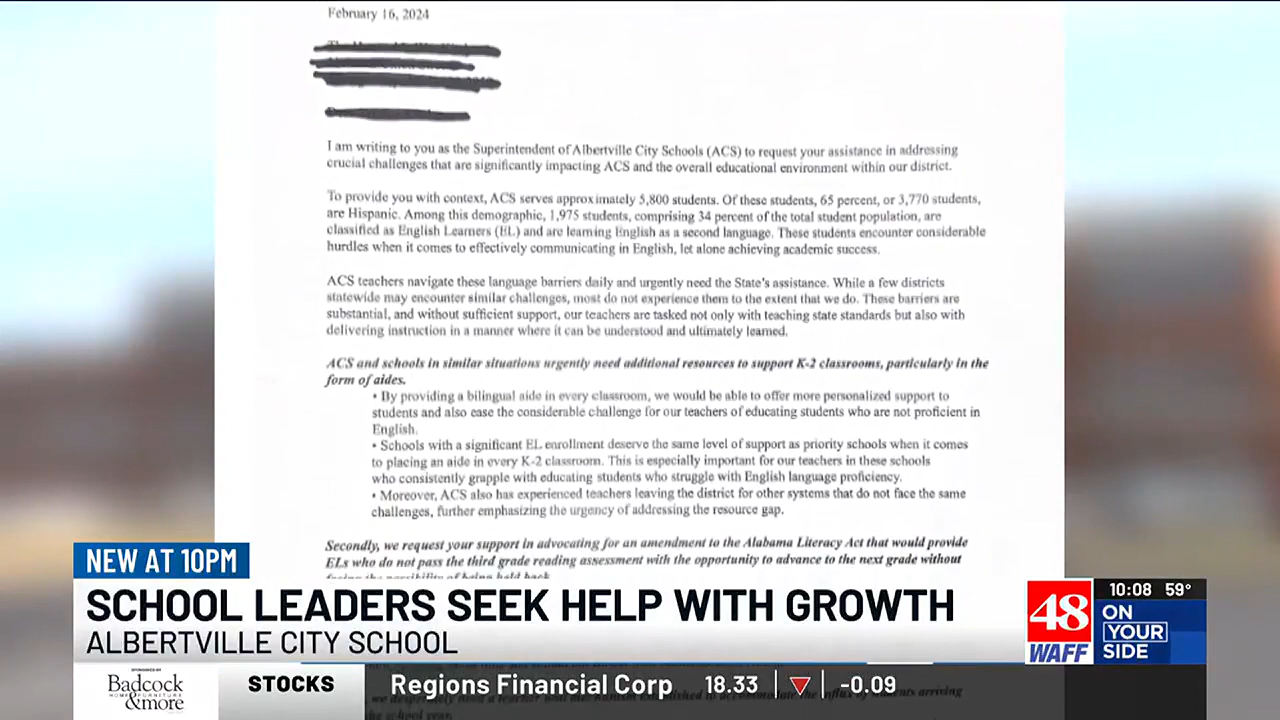 February 16, 2024
I am writing to you as the Superintendent of Albertville City Schools (ACS) to request your assistance in addressing
crucial challenges that are significantly impacting ACS and the overall educational environment within our district.
To provide you with context, ACS serves approximately 5,800 students. Of these students, 65 percent, or 3,770 students,
are Hispanic. Among this demographic, 1,975 students, comprising 34 percent of the total student population, are
classified as English Learners (EL) and are learning English as a second language. These students encounter considerable
hurdles when it comes to effectively communicating in English, let alone achieving academic success.
ACS teachers navigate these language barriers daily and urgently need the State's assistance. While a few districts
statewide may encounter similar challenges, most do not experience them to the extent that we do. These barriers are
substantial, and without sufficient support, our teachers are tasked not only with teaching state standards but also with
delivering instruction in a manner where it can be understood and ultimately learned.
ACS and schools in similar situations urgently need additional resources to support K-2 classrooms, particularly in the
form of aides.
• By providing a bilingual aide in every classroom, we would be able to offer more personalized support to
students and also ease the considerable challenge for our teachers of educating students who are not proficient in
English.
• Schools with a significant EL enrollment deserve the same level of support as priority schools when it comes
to placing an aide in every K-2 classroom. This is especially important for our teachers in these schools
who consistently grapple with educating students who struggle with English language proficiency.
• Moreover, ACS also has experienced teachers leaving the district for other systems that do not face the same
challenges, further emphasizing the urgency of addressing the resource gap.
Secondly, we request your support in advocating for an amendment to the Alabama Literacy Act that would provide
ELs who do not pass the third grade reading assessment with the opportunity to advance to the next grade without
facing the possibility of being held back
NEW AT 10PM
SCHOOL LEADERS SEEK HELP WITH GROWTH
ALBERTVILLE CITY SCHOOL
48
WAFF
10:08 59°
ON
YOUR
SIDE
SPONSORED BY
Badcock
HOME FURNITURE
&more
STOCKS
Regions Financial Corp 18.33 -0.09
students arriving